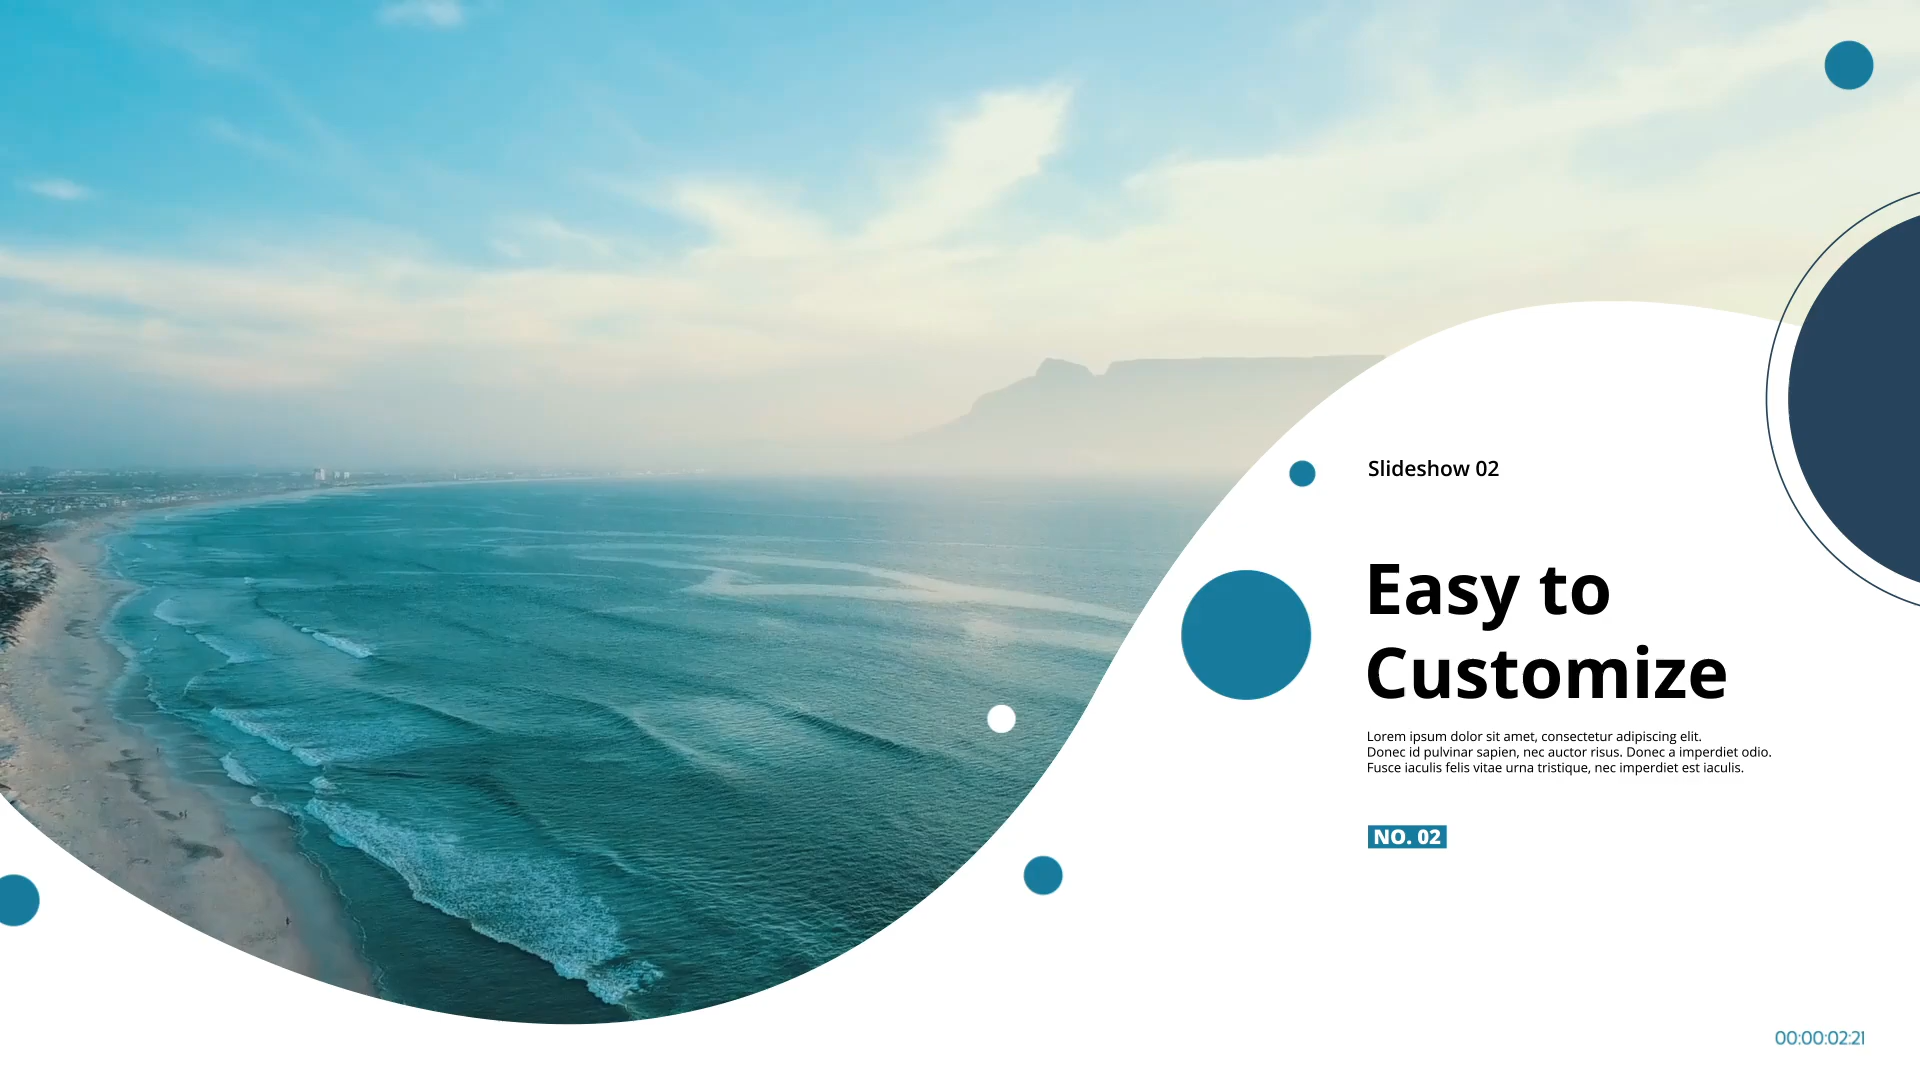 Slideshow 02
Easy to
Customize
Lorem ipsum dolor sit amet, consectetur adipiscing elit.
Donec id pulvinar sapien, nec auctor risus. Donec a imperdiet odio.
Fusce iaculis felis vitae urna tristique, nec imperdiet est iaculis.
NO. 02
00:00:02:21